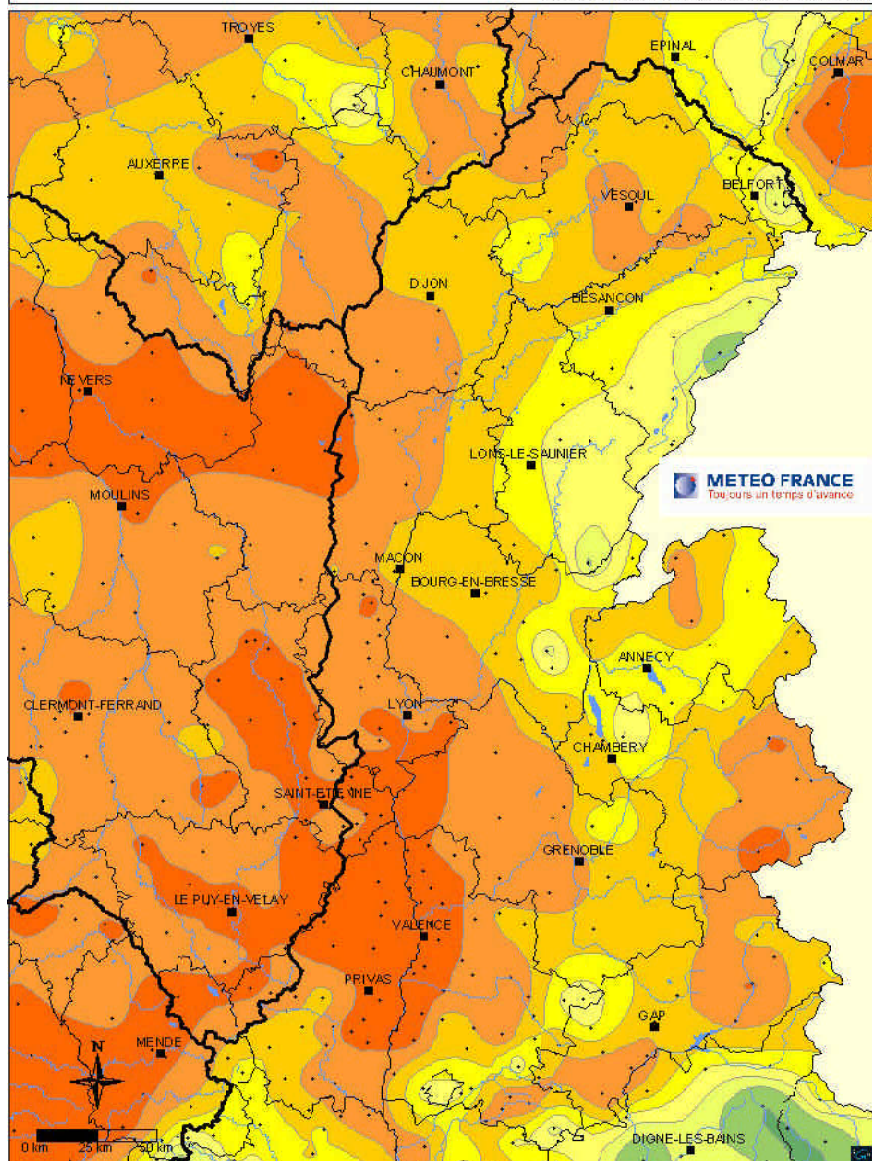 TROYES
EPINAL
COLMAR
CHAUMONT
AUXERRE
BELFORT
VESOUL
DIJON
BESANCON
NEVERS
LONS-LE-SAUNIER
METEO FRANCE
Toujours un temps d'avance
MOULINS
MACON
BOURG-EN-BRESSE
ANNECY
CLERMONT-FERRAND
LYON
CHAMBERY
SAINT-ETIENNE
GRENOBLE
LE PUY-EN-VELAY
VALENCE
PRIVAS
GAP
MENDE
N
0 km 25 km 50 km
DIGNE-LES-BAINS